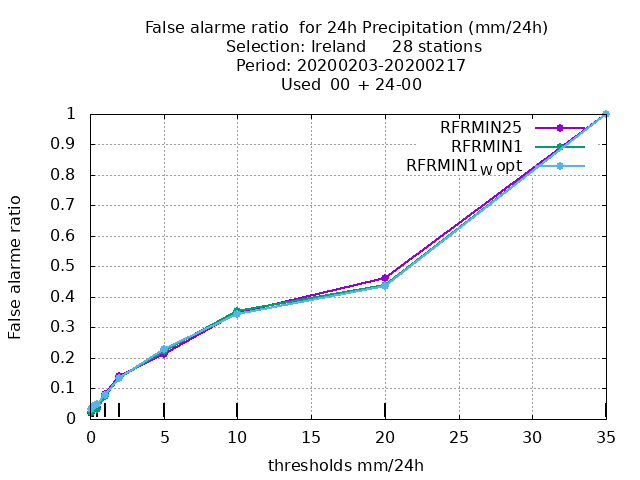 False alarme ratio  for 24h Precipitation (mm/24h)
Selection: Ireland     28 stations
Period: 20200203-20200217
Used  00 + 24-00
RFRMIN25
RFRMIN1
RFRMIN1W opt
1
0.9
0.8
0.7
0.6
0.5
0.4
0.3
0.2
0.1
0
False alarme ratio
0 5 10 15 20 25 30 35
thresholds mm/24h